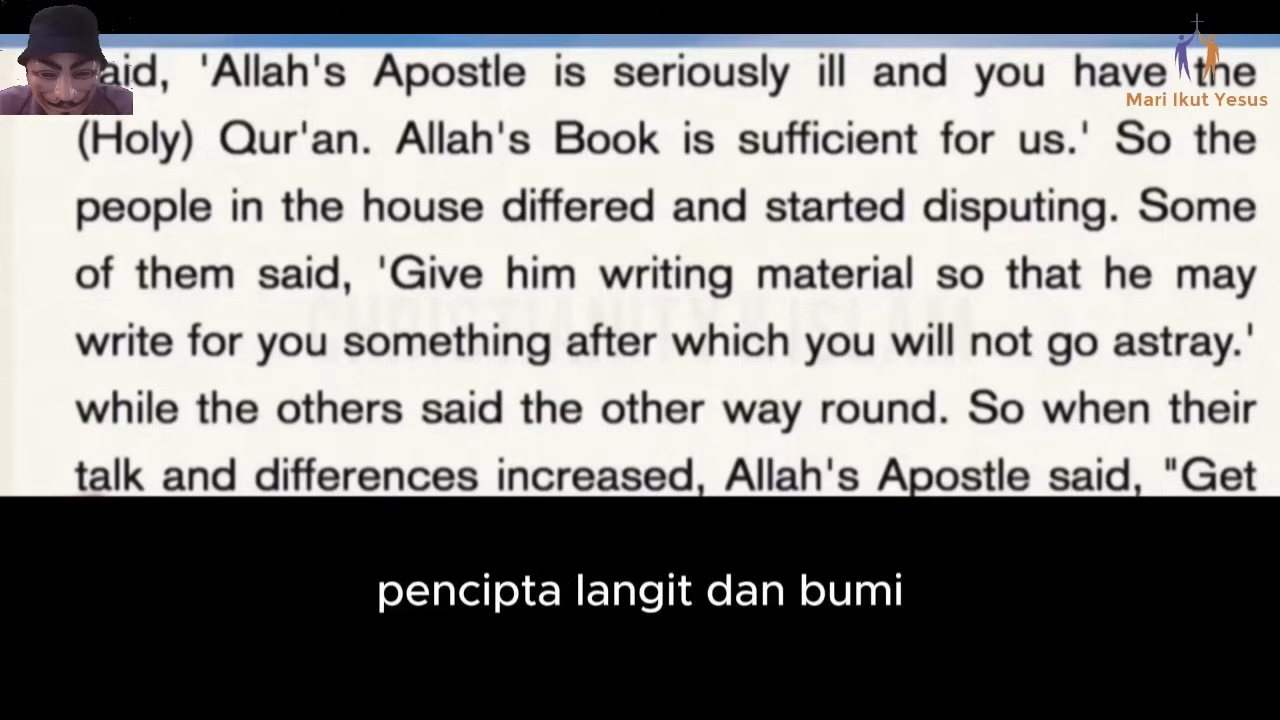 said, 'Allah's Apostle is seriously ill and you have the
Mari Ikut Yesus
(Holy) Qur'an. Allah's Book is sufficient for us.' So the
people in the house differed and started disputing. Some
of them said, 'Give him writing material so that he may
write for you something after which you will not go astray.'
while the others said the other way round. So when their
talk and differences increased, Allah's Apostle said, "Get
pencipta langit dan bumi